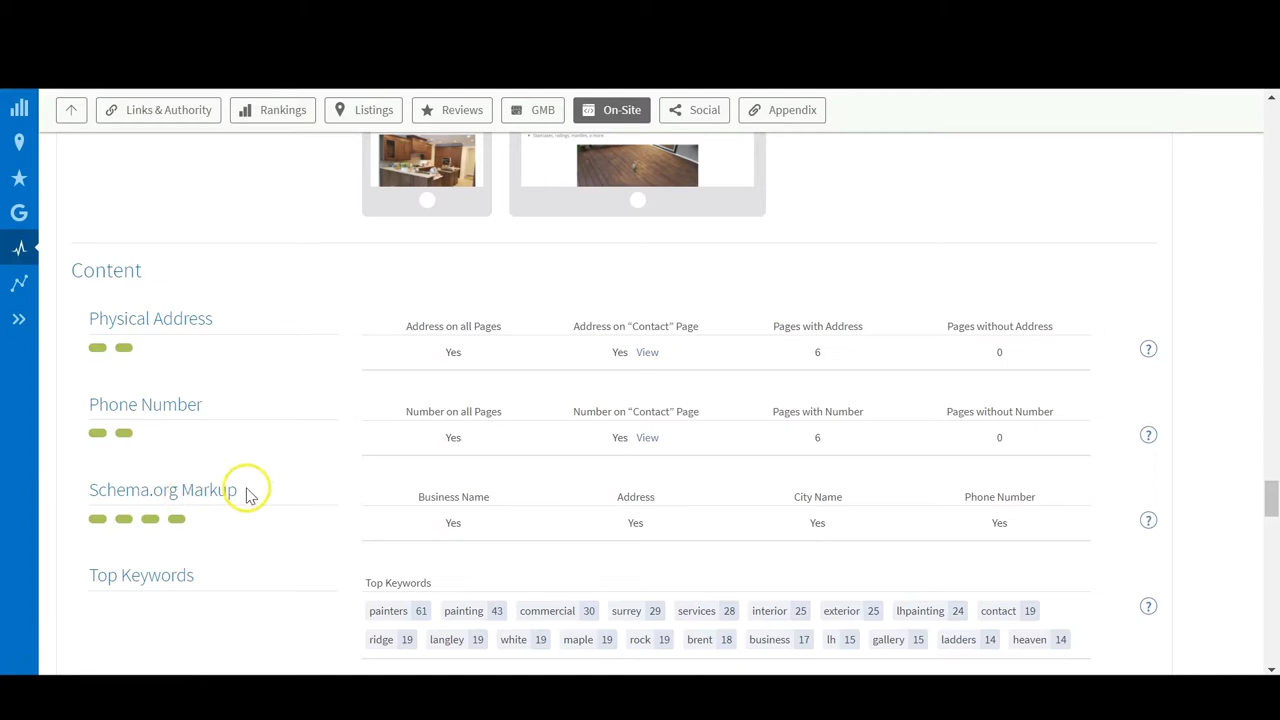 Links & Authority Rankings Listings Reviews GMB On-Site Social Appendix
Content
Physical Address
Address on all Pages Address on “Contact” Page Pages with Address Pages without Address
Yes Yes View 6 0
Phone Number
Number on all Pages Number on “Contact” Page Pages with Number Pages without Number
Yes Yes View 6 0
Schema.org Markup
Business Name Address City Name Phone Number
Yes Yes Yes Yes
Top Keywords
Top Keywords
painters 61 painting 43 commercial 30 surrey 29 services 28 interior 25 exterior 25 lhpainting 24 contact 19
ridge 19 langley 19 white 19 maple 19 rock 19 brent 18 business 17 lh 15 gallery 15 ladders 14 heaven 14